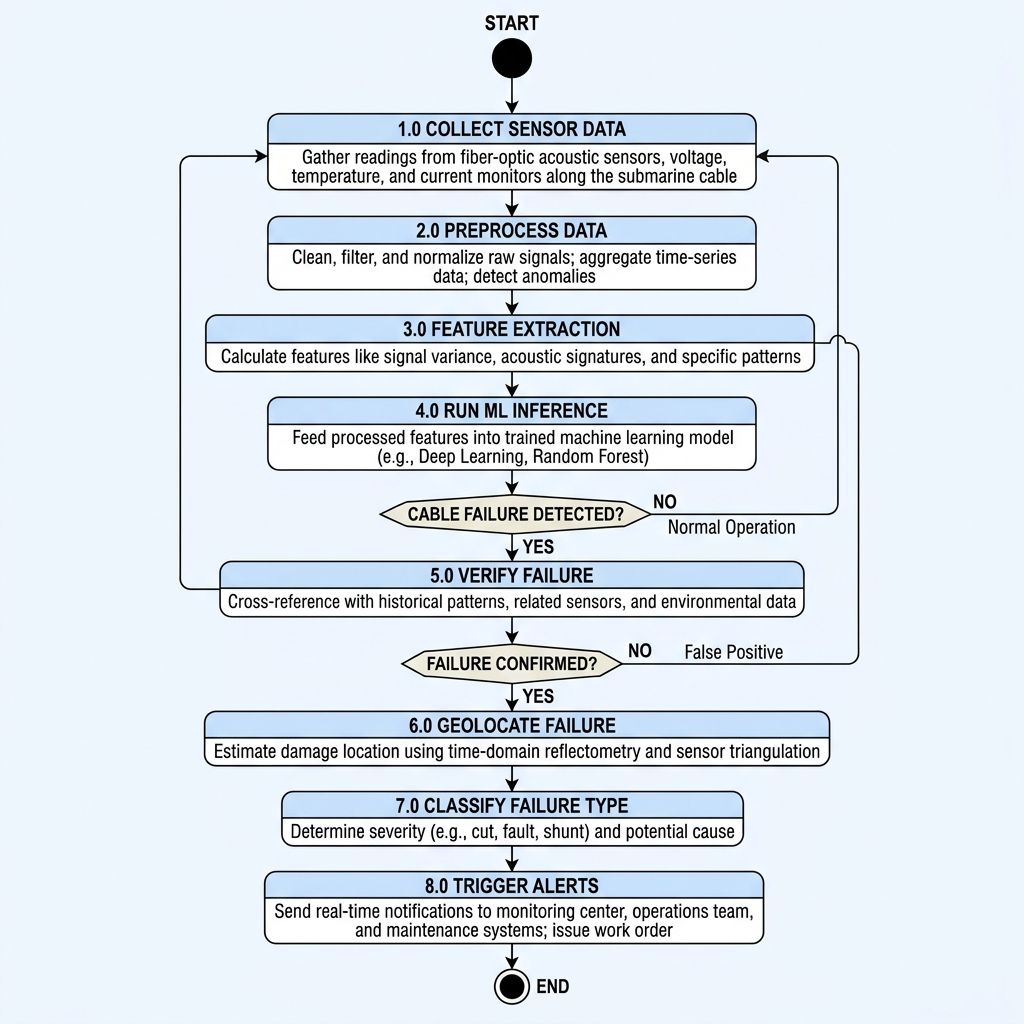 START
1.0 COLLECT SENSOR DATA
Gather readings from fiber-optic acoustic sensors, voltage,
temperature, and current monitors along the submarine cable
2.0 PREPROCESS DATA
Clean, filter, and normalize raw signals; aggregate time-series
data; detect anomalies
3.0 FEATURE EXTRACTION
Calculate features like signal variance, acoustic signatures, and specific patterns
4.0 RUN ML INFERENCE
Feed processed features into trained machine learning model
(e.g., Deep Learning, Random Forest)
CABLE FAILURE DETECTED?
NO
Normal Operation
YES
5.0 VERIFY FAILURE
Cross-reference with historical patterns, related sensors, and environmental data
FAILURE CONFIRMED?
NO
False Positive
YES
6.0 GEOLOCATE FAILURE
Estimate damage location using time-domain reflectometry and sensor triangulation
7.0 CLASSIFY FAILURE TYPE
Determine severity (e.g., cut, fault, shunt) and potential cause
8.0 TRIGGER ALERTS
Send real-time notifications to monitoring center, operations team,
and maintenance systems; issue work order
END